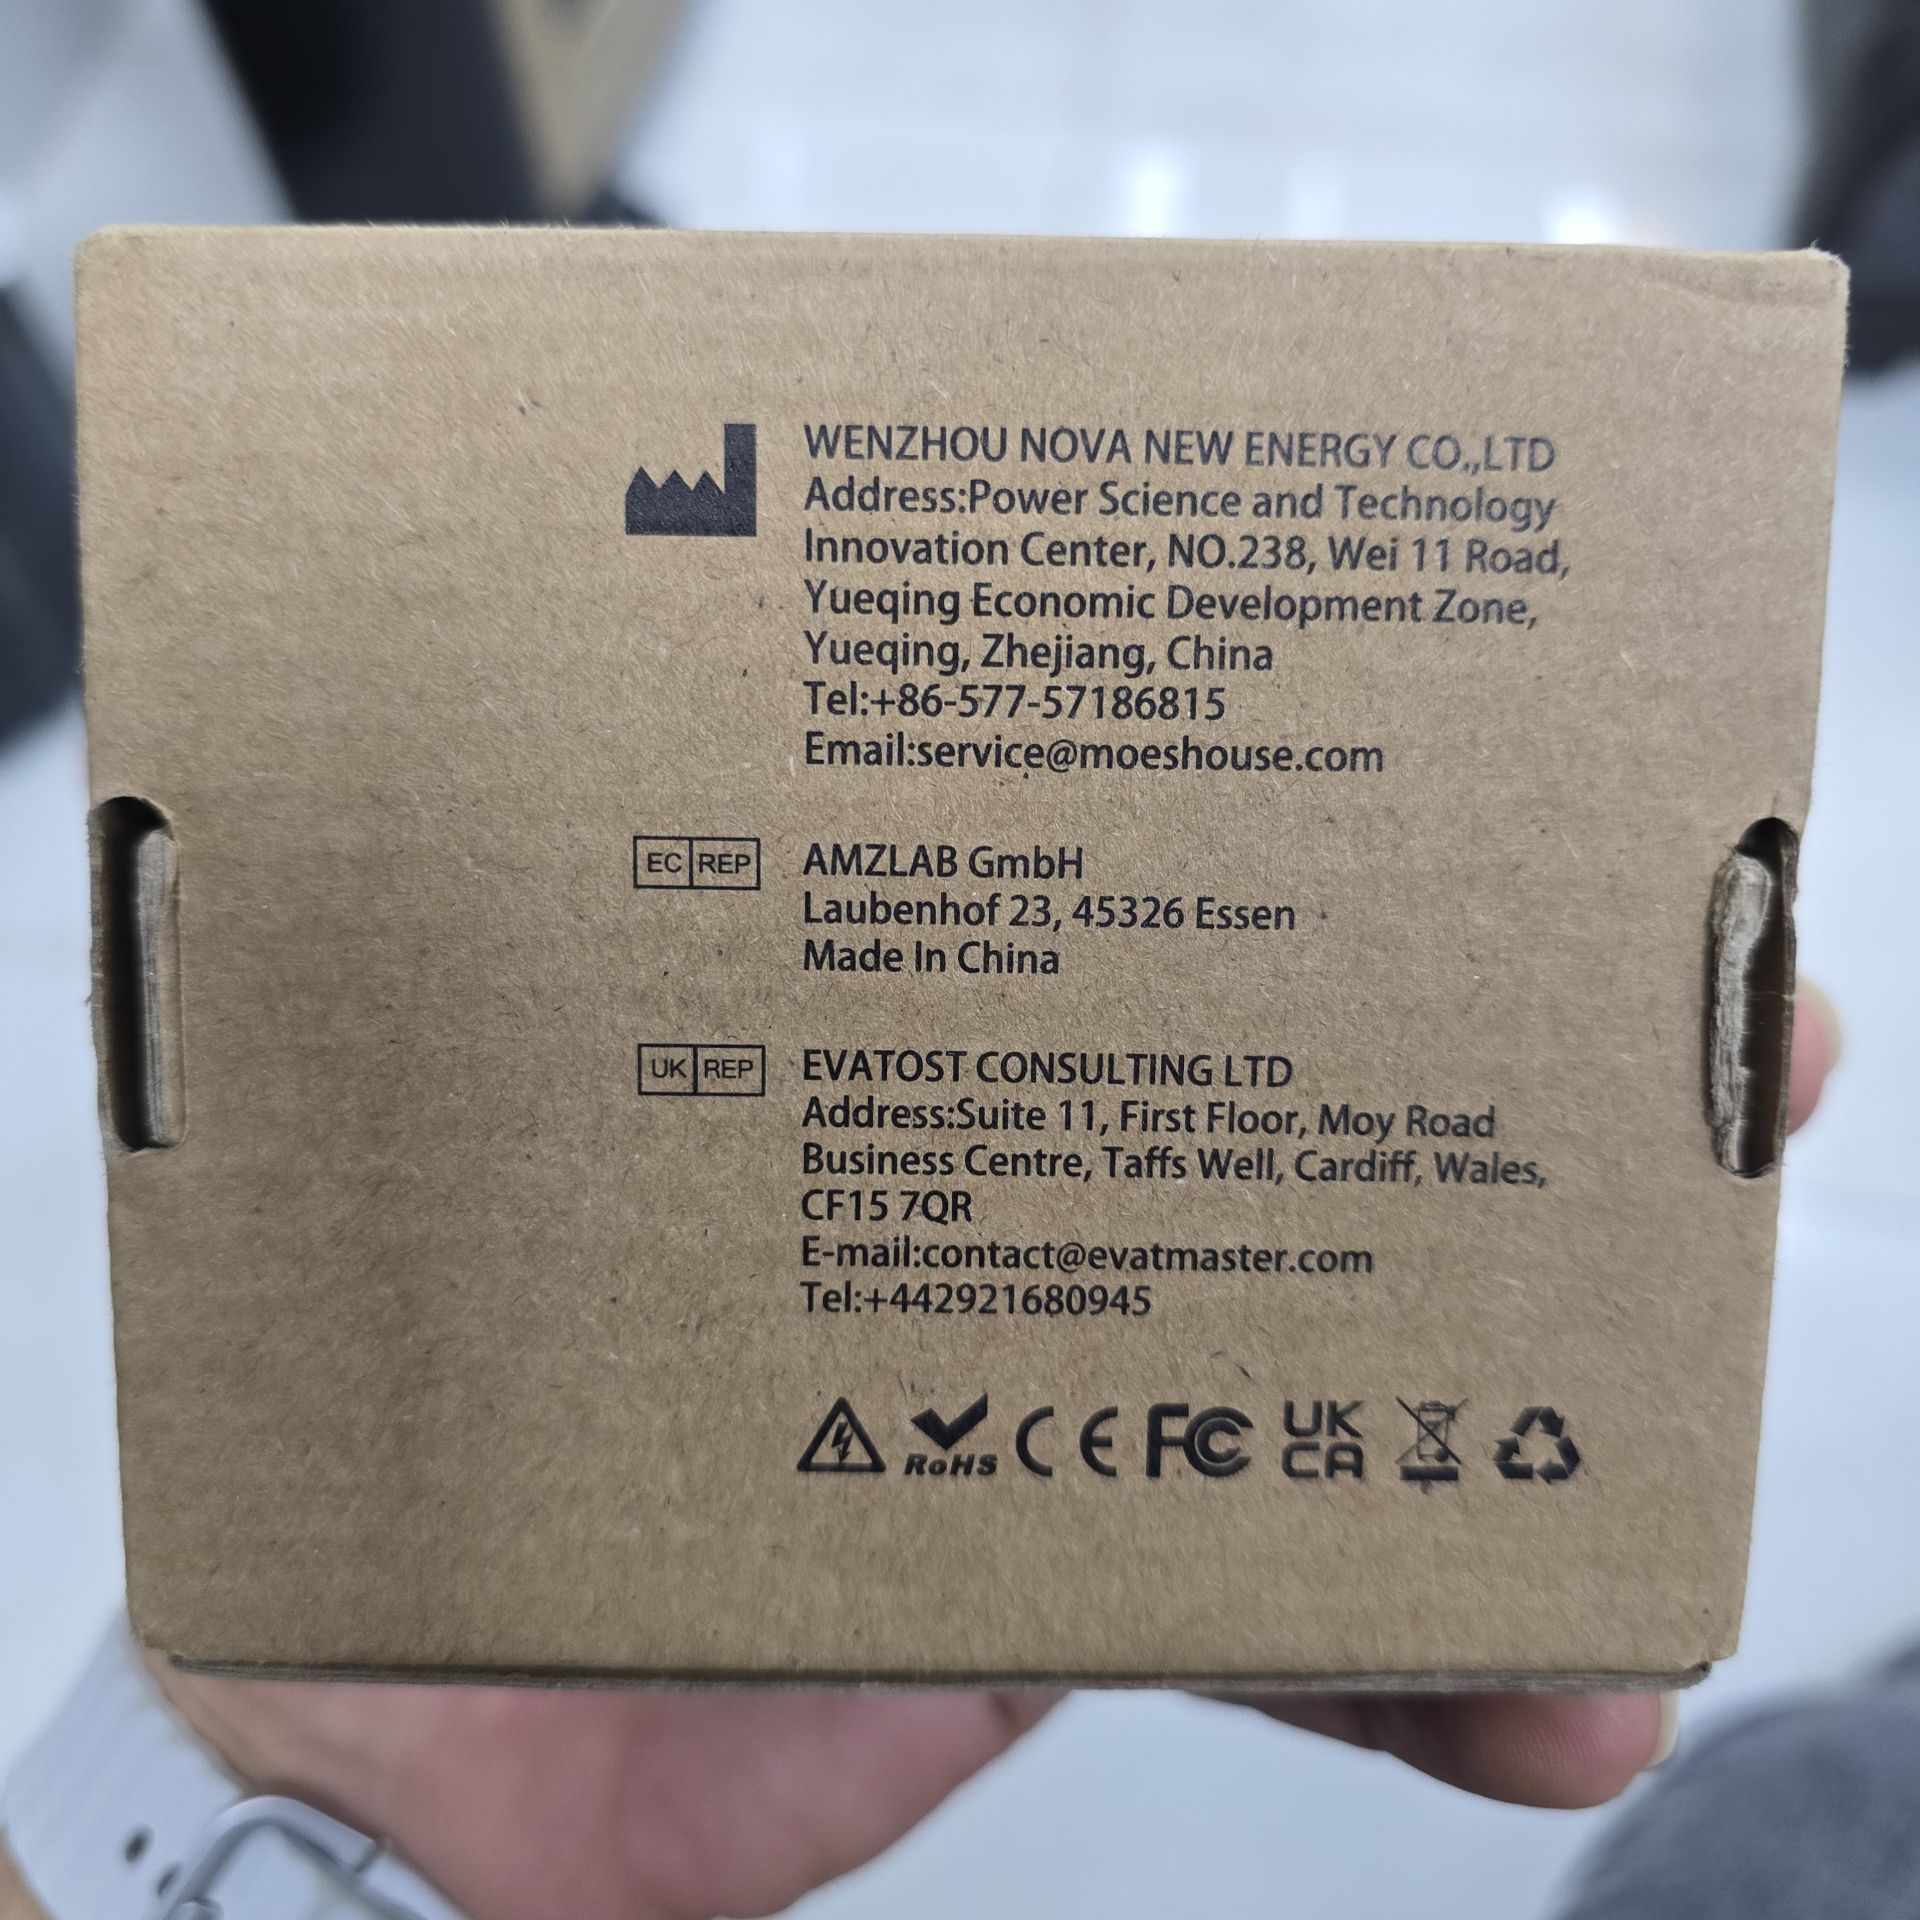 WENZHOU NOVA NEW ENERGY CO.,LTD
Address:Power Science and Technology
Innovation Center, NO.238, Wei 11 Road,
Yueqing Economic Development Zone,
Yueqing, Zhejiang, China
Tel:+86-577-57186815
Email:service@moeshouse.com
EC REP
AMZLAB GmbH
Laubenhof 23, 45326 Essen
Made In China
UK REP
EVATOST CONSULTING LTD
Address:Suite 11, First Floor, Moy Road
Business Centre, Taffs Well, Cardiff, Wales,
CF15 7QR
E-mail:contact@evatmaster.com
Tel:+442921680945
RoHS CE FC UK
CA